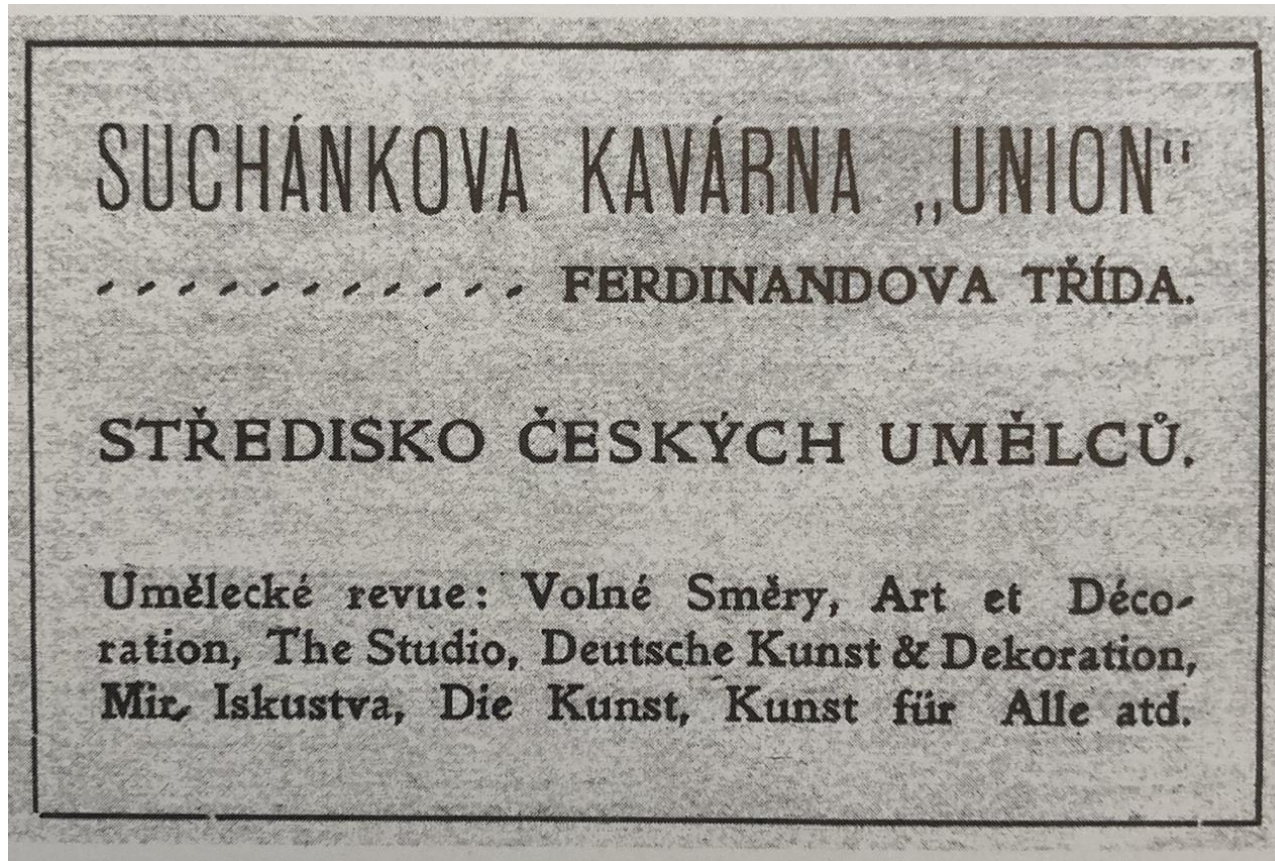 SUCHÁNKOVA KAVÁRNA „UNION“
FERDINANDOVA TŘÍDA.
STŘEDISKO ČESKÝCH UMĚLCŮ.
Umělecké revue: Volné Směry, Art et Déco-
ration, The Studio, Deutsche Kunst & Dekoration,
Mir, Iskustva, Die Kunst, Kunst für Alle atd.